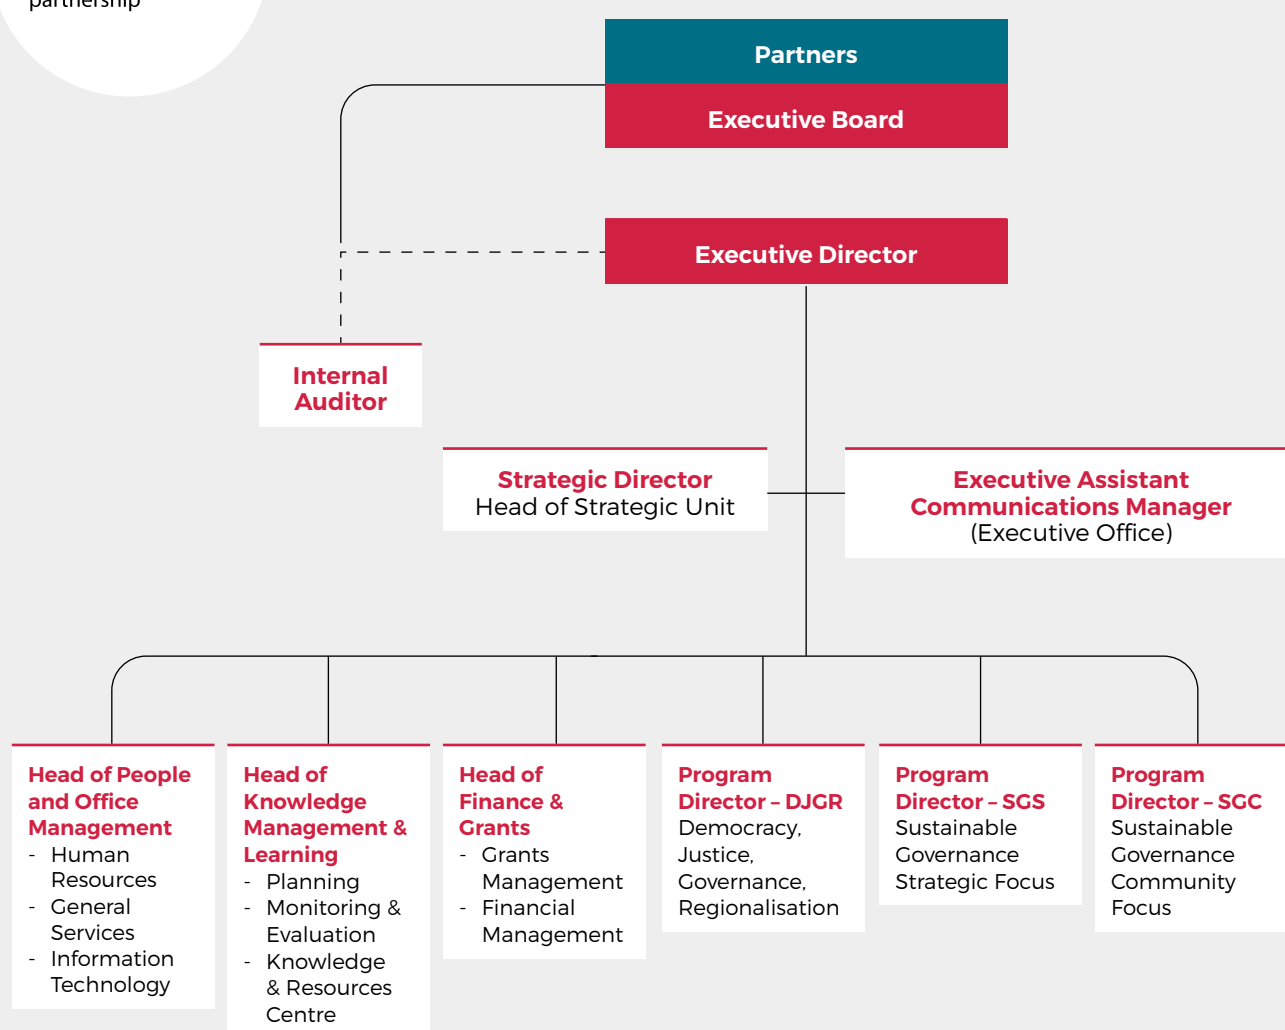 partnership
Partners
Executive Board
Executive Director
Internal
Auditor
Strategic Director
Head of Strategic Unit
Executive Assistant
Communications Manager
(Executive Office)
Head of People
and Office
Management
- Human
Resources
- General
Services
- Information
Technology
Head of
Knowledge
Management &
Learning
- Planning
- Monitoring &
Evaluation
- Knowledge
& Resources
Centre
Head of
Finance &
Grants
- Grants
Management
- Financial
Management
Program
Director – DJGR
Democracy,
Justice,
Governance,
Regionalisation
Program
Director – SGS
Sustainable
Governance
Strategic Focus
Program
Director – SGC
Sustainable
Governance
Community
Focus